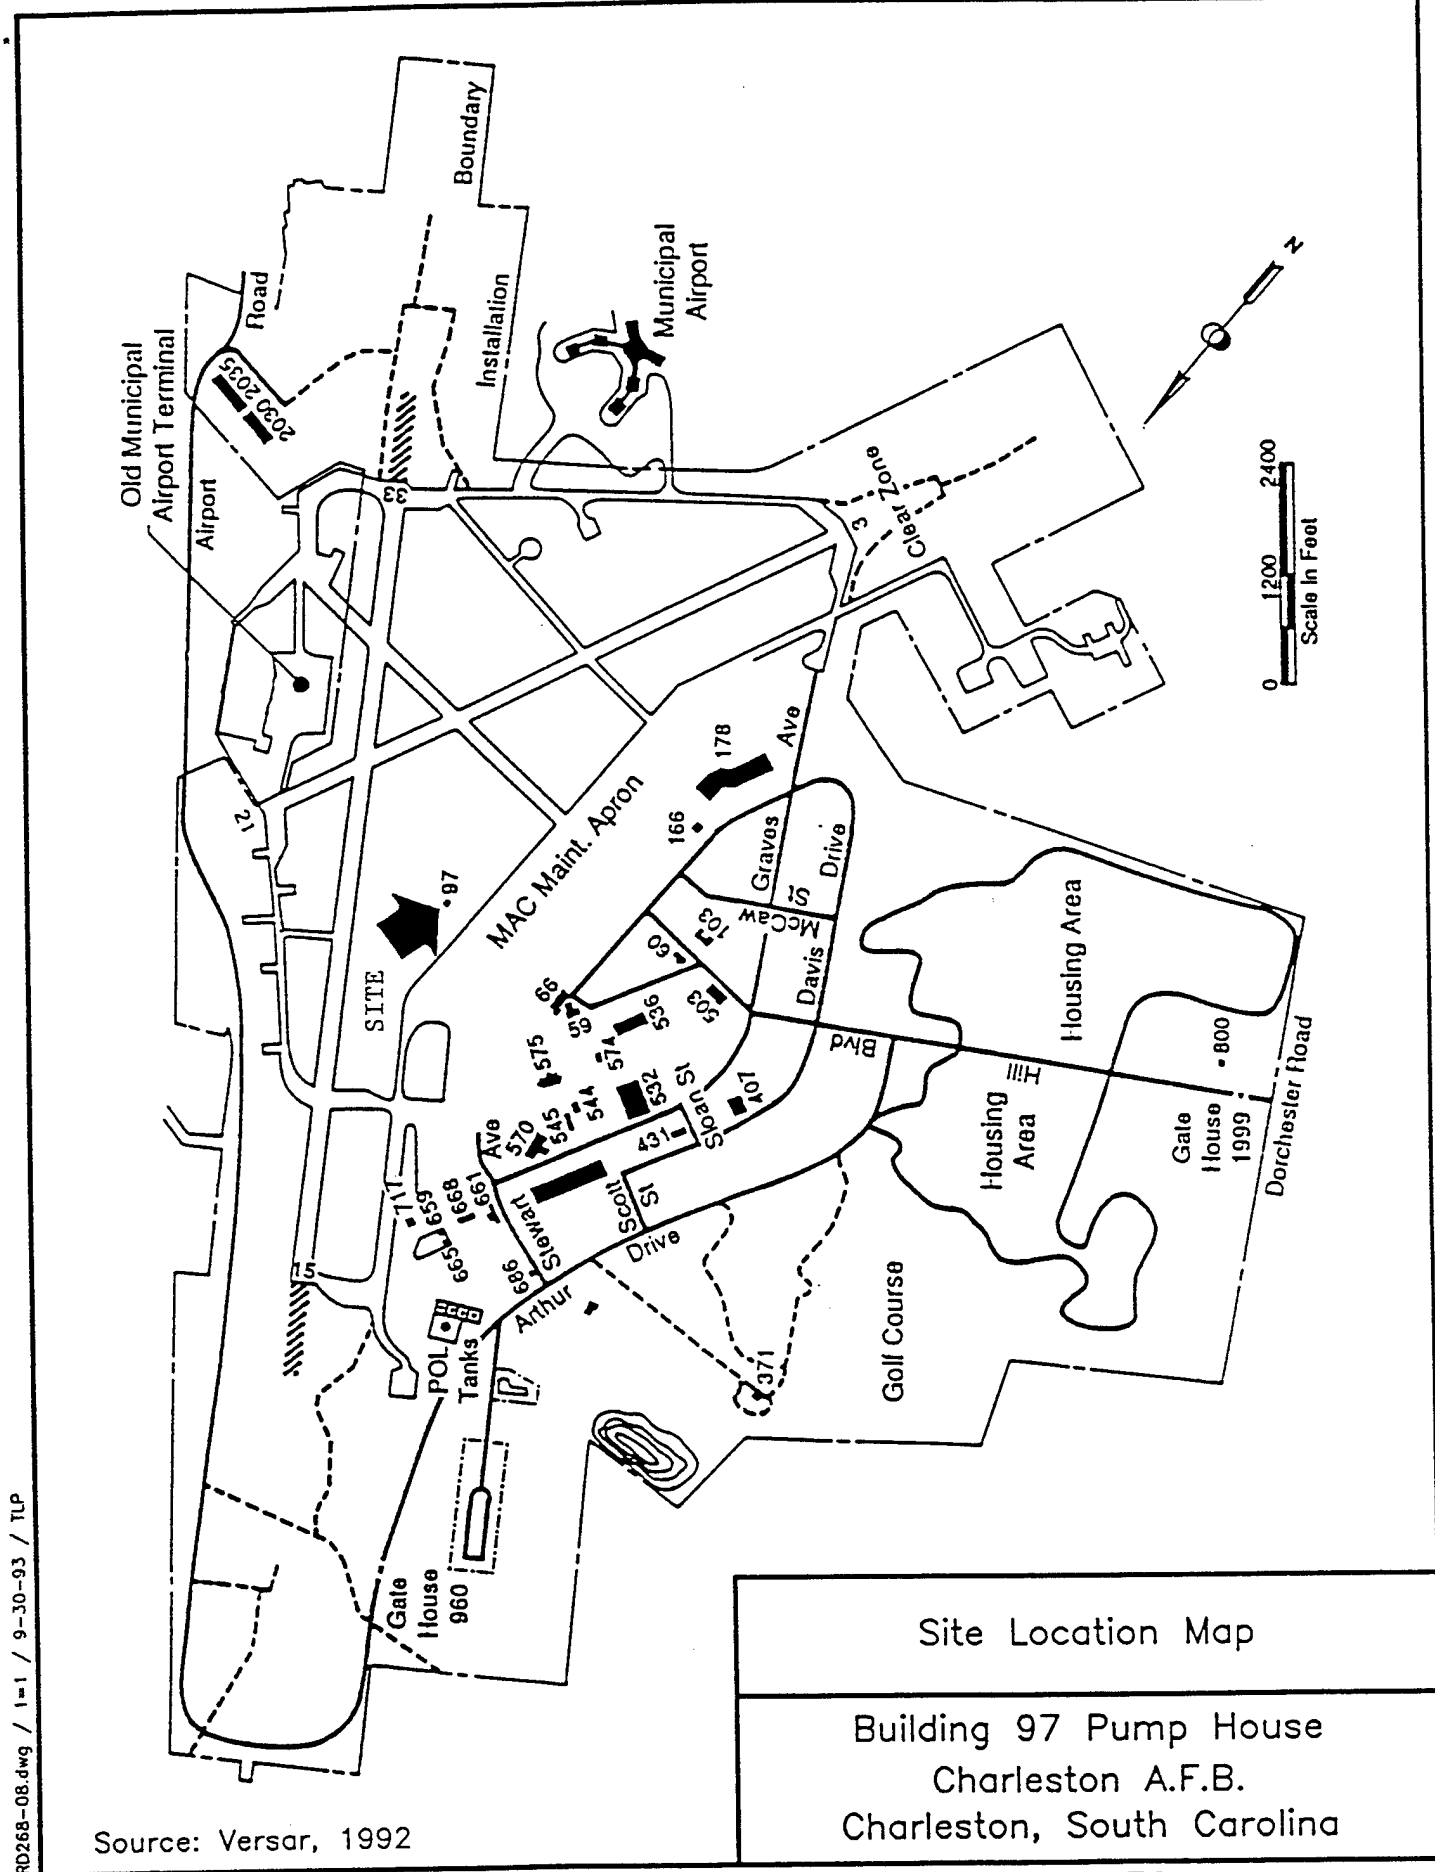 Boundary
Installation
Municipal
Airport
Road
Old Municipal
Airport Terminal
Airport
2030
2035
33
3
Clear Zone
N
0
1200
2400
Scale In Feet
21
97
SITE
MAC Maint. Apron
178
166
Ave
Graves
Drive
St
McCaw
Davis
103
60
503
66
65
536
574
575
532
544
545
570
Ave
431
Sloan St
407
Blvd
Hill
Housing Area
Housing
Area
800
Gate
House
1999
Dorchester Road
717
659
668
661
665
686
Stewart
Scott
St
Drive
Arthur
15
POL
Tanks
371
Golf Course
Gate
House
960
RD268-08.dwg / 1=1 / 9-30-93 / TLP
Source: Versar, 1992
Site Location Map
Building 97 Pump House
Charleston A.F.B.
Charleston, South Carolina